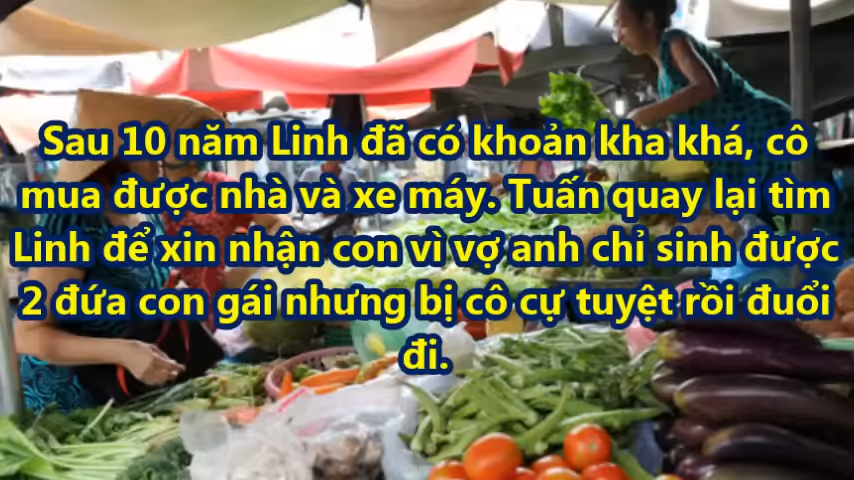 Sau 10 năm Linh đã có khoản kha khá, cô
mua được nhà và xe máy. Tuấn quay lại tìm
Linh để xin nhận con vì vợ anh chỉ sinh được
2 đứa con gái nhưng bị cô cự tuyệt rồi đuổi
đi.